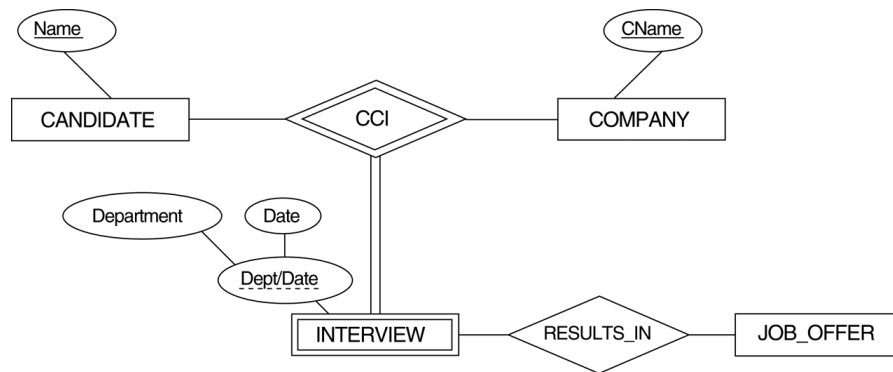 Name
CName
CANDIDATE
CCI
COMPANY
Department
Date
Dept/Date
INTERVIEW
RESULTS_IN
JOB_OFFER